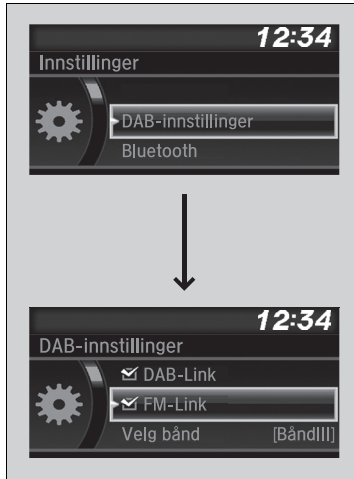 12:34
Innstillinger
DAB-innstillinger
Bluetooth
12:34
DAB-innstillinger
DAB-Link
FM-Link
Velg bånd [BåndIII]